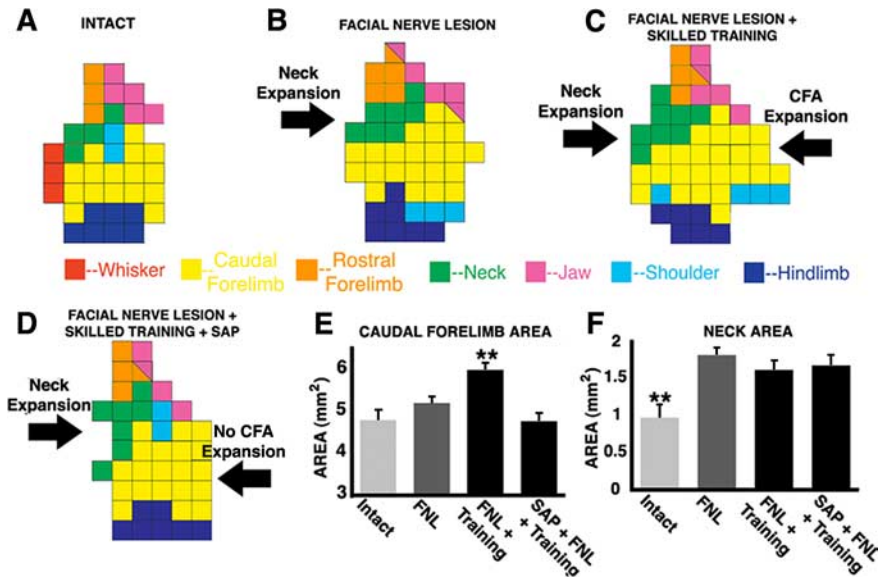 A
INTACT
B
FACIAL NERVE LESION
Neck
Expansion
C
FACIAL NERVE LESION +
SKILLED TRAINING
Neck
Expansion
CFA
Expansion
--Whisker
--Caudal
Forelimb
--Rostral
Forelimb
--Neck
--Jaw
--Shoulder
--Hindlimb
D
FACIAL NERVE LESION +
SKILLED TRAINING + SAP
Neck
Expansion
No CFA
Expansion
E
CAUDAL FORELIMB AREA
AREA (mm²)
6
5
4
3
**
Intact
FNL
FNL +
Training
SAP + FNL
+ Training
F
NECK AREA
AREA (mm²)
2
1.5
1
0.5
0
**
Intact
FNL
FNL +
Training
SAP + FNL
+ Training